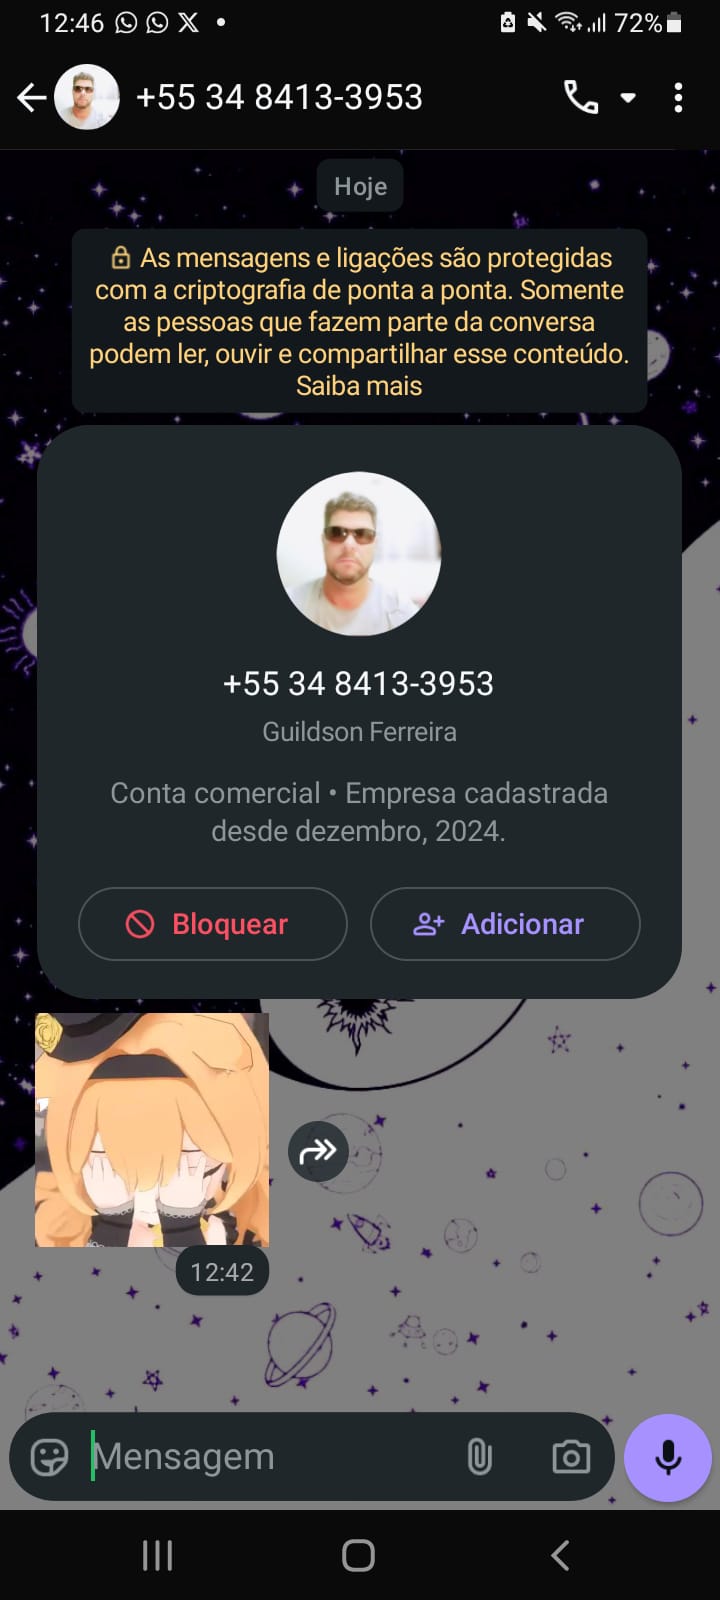 12:46 72%
+55 34 8413-3953
Hoje
As mensagens e ligações são protegidas
com a criptografia de ponta a ponta. Somente
as pessoas que fazem parte da conversa
podem ler, ouvir e compartilhar esse conteúdo.
Saiba mais
+55 34 8413-3953
Guildson Ferreira
Conta comercial • Empresa cadastrada
desde dezembro, 2024.
Bloquear Adicionar
12:42
Mensagem